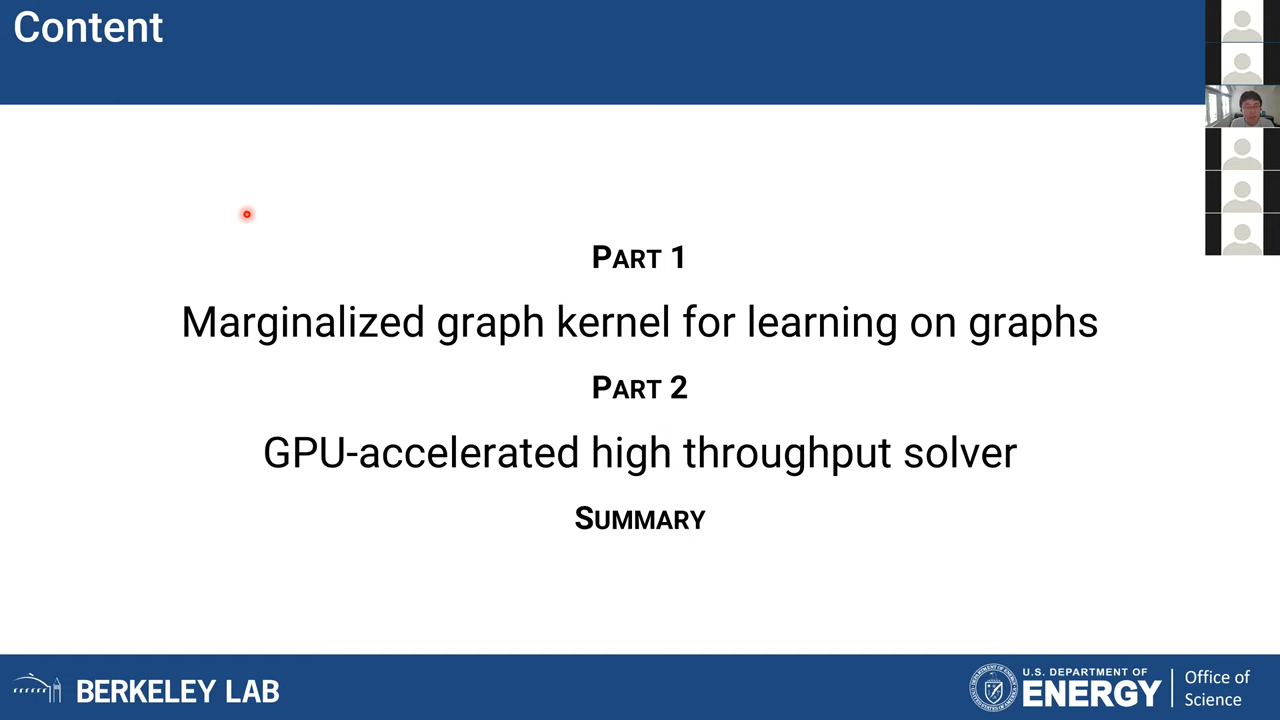 Content
PART 1
Marginalized graph kernel for learning on graphs
PART 2
GPU-accelerated high throughput solver
SUMMARY
BERKELEY LAB
U.S. DEPARTMENT OF
ENERGY
Office of
Science